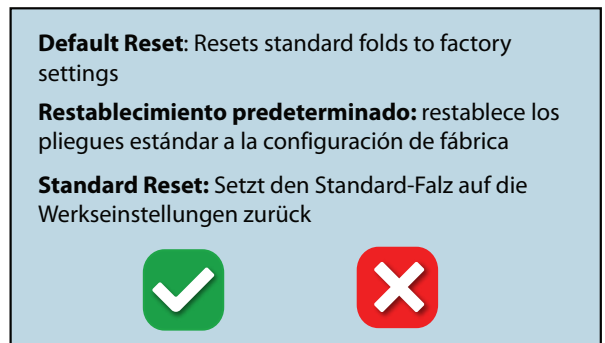 Default Reset: Resets standard folds to factory
settings
Restablecimiento predeterminado: restablece los
pliegues estándar a la configuración de fábrica
Standard Reset: Setzt den Standard-Falz auf die
Werkseinstellungen zurück